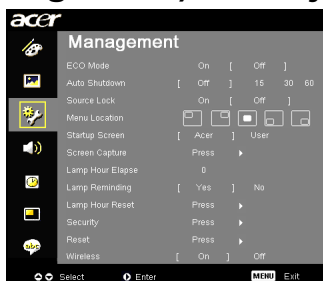 acer
Management
ECO Mode On [ Off ]
Auto Shutdown [ Off ] 15 30 60
Source Lock On [ Off ]
Menu Location
Startup Screen [ Acer ] User
Screen Capture Press
Lamp Hour Elapse 0
Lamp Reminding [ Yes ] No
Lamp Hour Reset Press
Security Press
Reset Press
Wireless [ On ] Off
abc
Select Enter MENU Exit